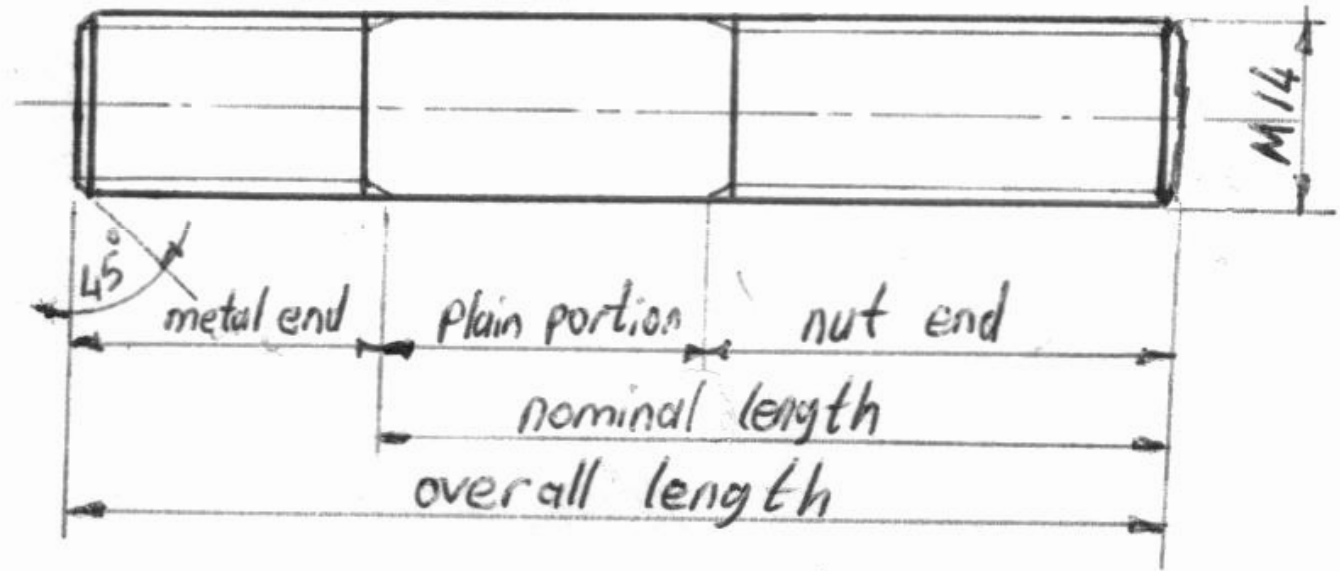 M14
45°
metal end
plain portion
nut end
nominal length
overall length